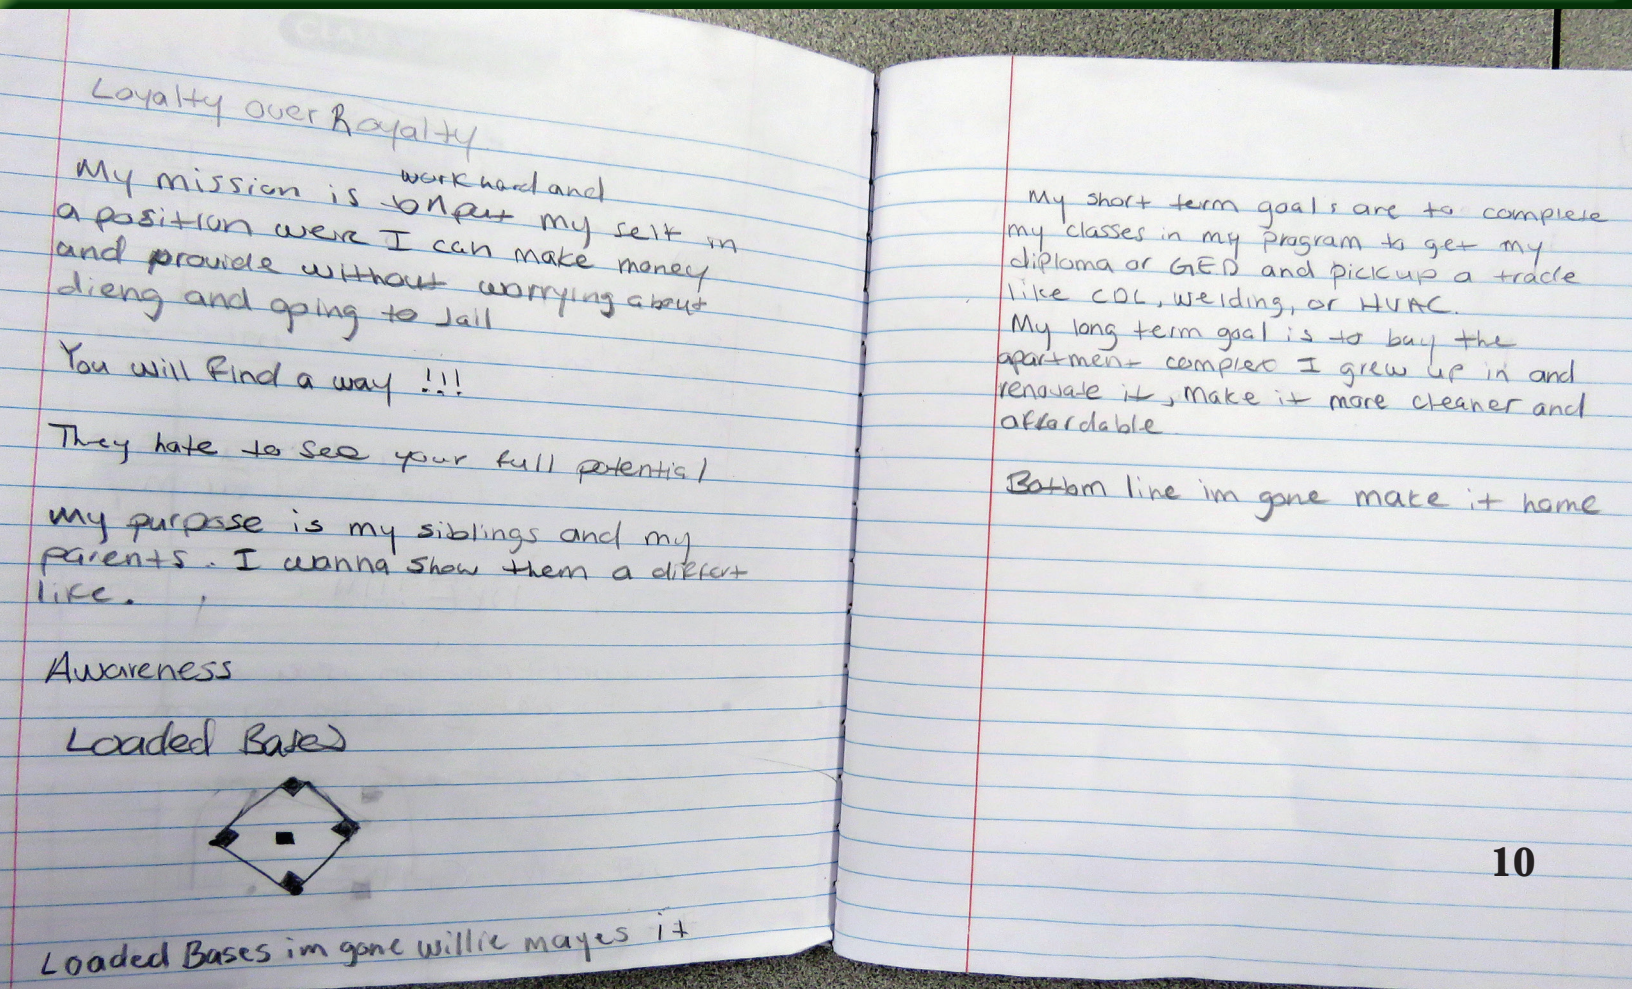 Loyalty over Royalty
My mission is to work hard and put my self in
a position were I can make money
and provide without worrying about
dieng and going to Jail
You will find a way !!!
They hate to see your full potential
My purpose is my siblings and my
parents. I wanna show them a
life.
Awareness
Loaded Bases
Loaded Bases im gone willie mayes it
My short term goals are to complete
my classes in my program to get my
diploma or GED and pickup a trade
like CDL, welding, or HVAC.
My long term goal is to buy the
apartment complex I grew up in and
renovate it, make it more cleaner and
affordable
Bottom line im gone make it home
10